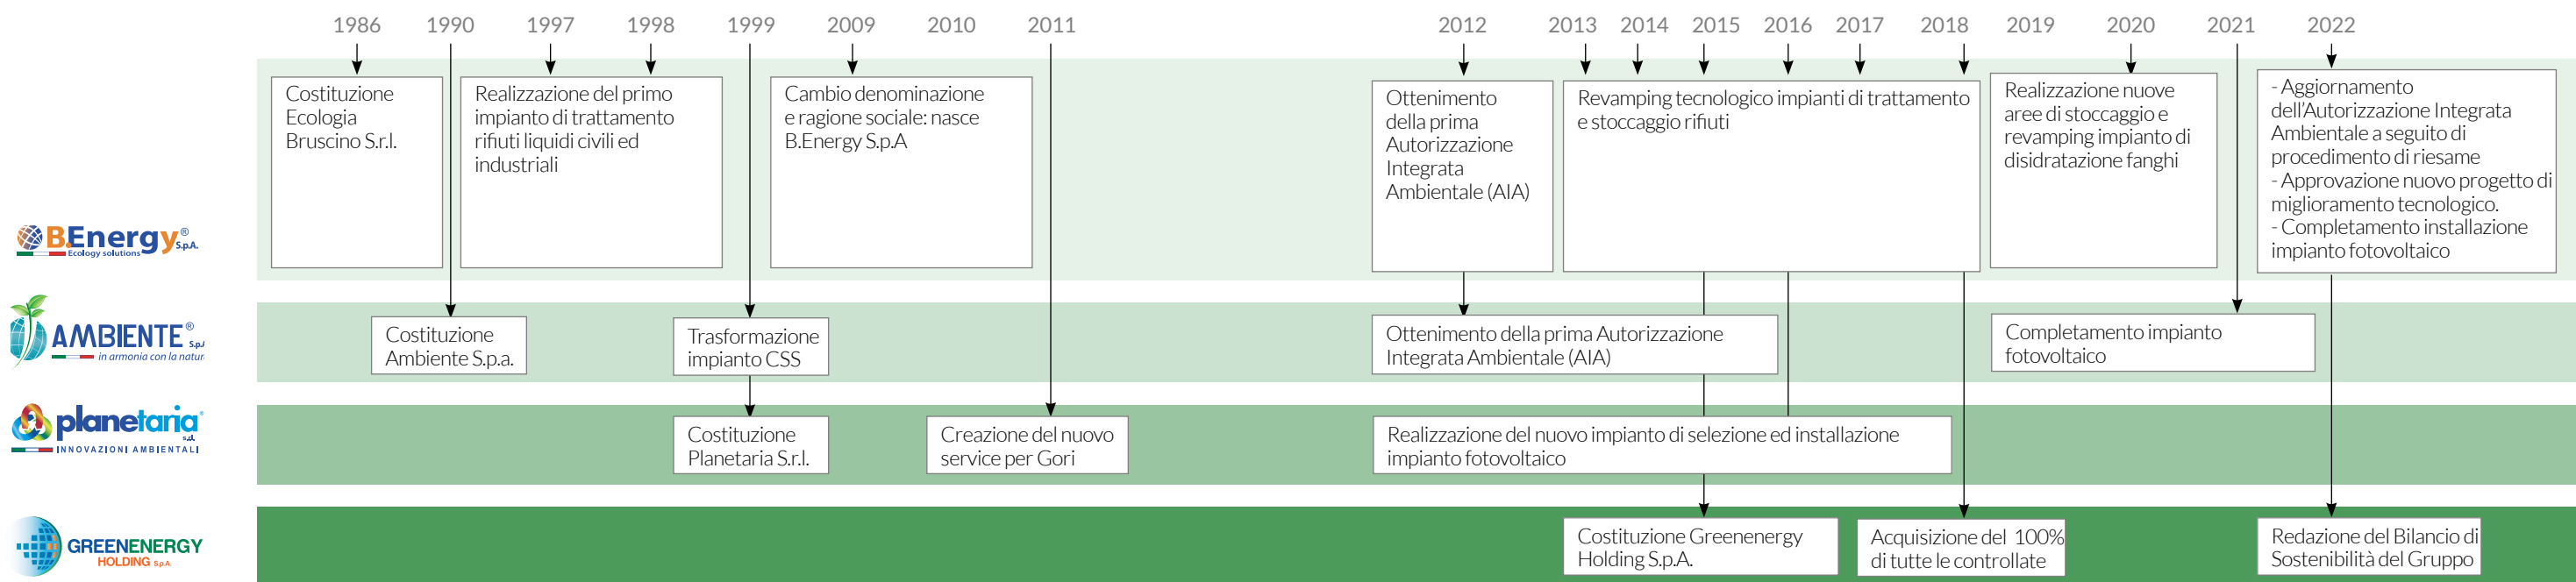 1986 1990 1997 1998 1999 2009 2010 2011 2012 2013 2014 2015 2016 2017 2018 2019 2020 2021 2022
B.Energy® S.p.A.
Ecology solutions
Costituzione
Ecologia
Bruscino S.r.l.
Realizzazione del primo
impianto di trattamento
rifiuti liquidi civili ed
industriali
Cambio denominazione
e ragione sociale: nasce
B.Energy S.p.A
Ottenimento
della prima
Autorizzazione
Integrata
Ambientale (AIA)
Revamping tecnologico impianti di trattamento
e stoccaggio rifiuti
Realizzazione nuove
aree di stoccaggio e
revamping impianto di
disidratazione fanghi
- Aggiornamento
dell'Autorizzazione Integrata
Ambientale a seguito di
procedimento di riesame
- Approvazione nuovo progetto di
miglioramento tecnologico.
- Completamento installazione
impianto fotovoltaico
AMBIENTE® S.p.A
in armonia con la natur
Costituzione
Ambiente S.p.a.
Trasformazione
impianto CSS
Ottenimento della prima Autorizzazione
Integrata Ambientale (AIA)
Completamento impianto
fotovoltaico
planetaria® s.r.l.
INNOVAZIONI AMBIENTALI
Costituzione
Planetaria S.r.l.
Creazione del nuovo
service per Gori
Realizzazione del nuovo impianto di selezione ed installazione
impianto fotovoltaico
GREENENERGY
HOLDING S.p.A.
Costituzione Greenenergy
Holding S.p.A.
Acquisizione del 100%
di tutte le controllate
Redazione del Bilancio di
Sostenibilità del Gruppo